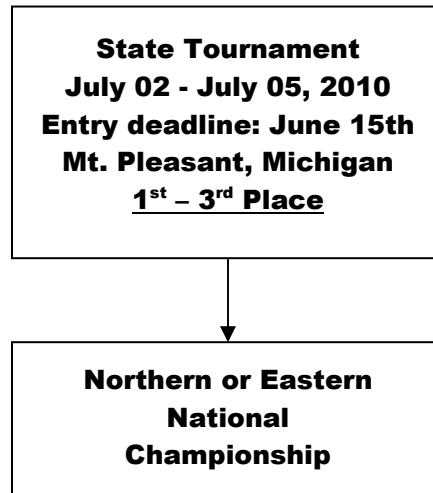 State Tournament
July 02 - July 05, 2010
Entry deadline: June 15th
Mt. Pleasant, Michigan
1st – 3rd Place
Northern or Eastern
National
Championship